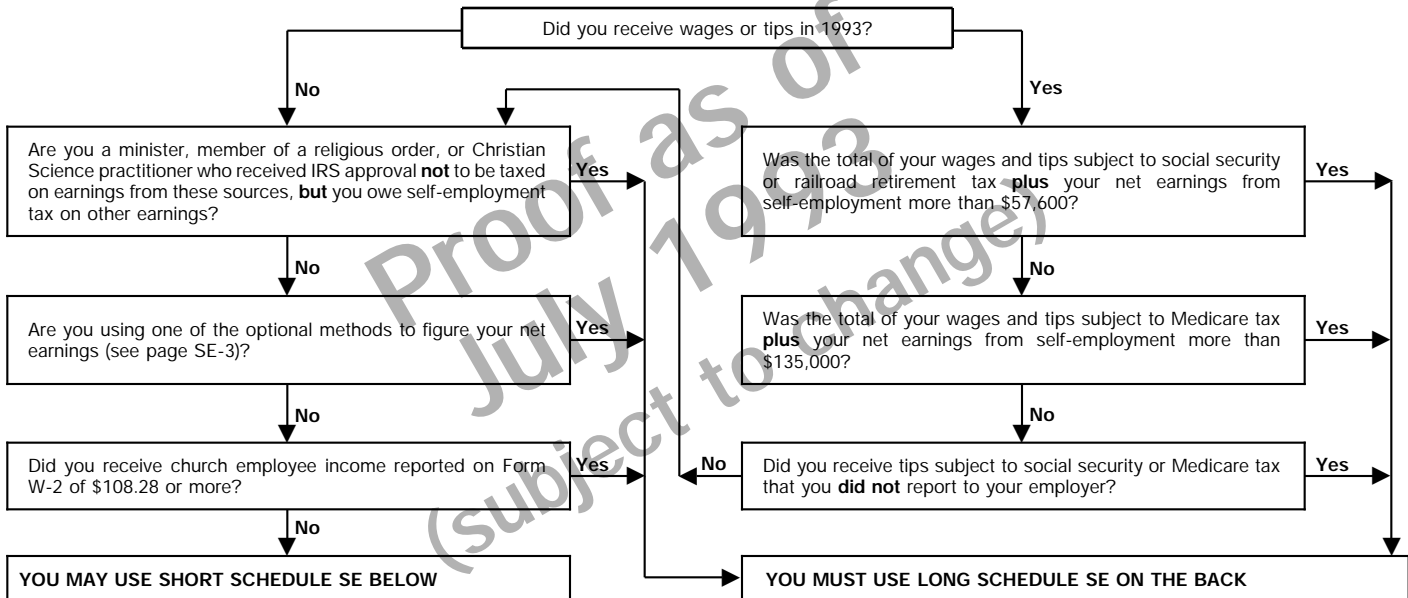 Did you receive wages or tips in 1993?
No
Yes
Are you a minister, member of a religious order, or Christian
Science practitioner who received IRS approval not to be taxed
on earnings from these sources, but you owe self-employment
tax on other earnings?
Yes
Was the total of your wages and tips subject to social security
or railroad retirement tax plus your net earnings from
self-employment more than $57,600?
Yes
No
No
Are you using one of the optional methods to figure your net
earnings (see page SE-3)?
Yes
Was the total of your wages and tips subject to Medicare tax
plus your net earnings from self-employment more than
$135,000?
Yes
No
No
Did you receive church employee income reported on Form
W-2 of $108.28 or more?
Yes
No
Did you receive tips subject to social security or Medicare tax
that you did not report to your employer?
Yes
No
YOU MAY USE SHORT SCHEDULE SE BELOW
YOU MUST USE LONG SCHEDULE SE ON THE BACK
Proof as of
July 1993
(subject to change)